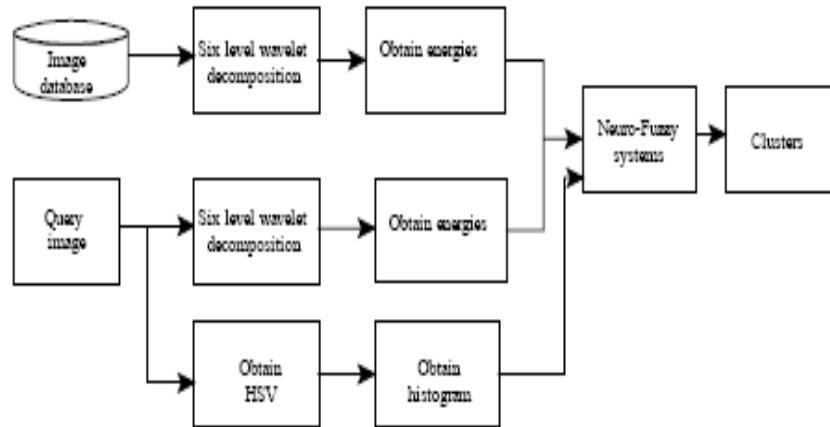 Image
database
Six level wavelet
decomposition
Obtain energies
Neuro-Fuzzy
systems
Clusters
Query
image
Six level wavelet
decomposition
Obtain energies
Obtain
HSV
Obtain
histogram